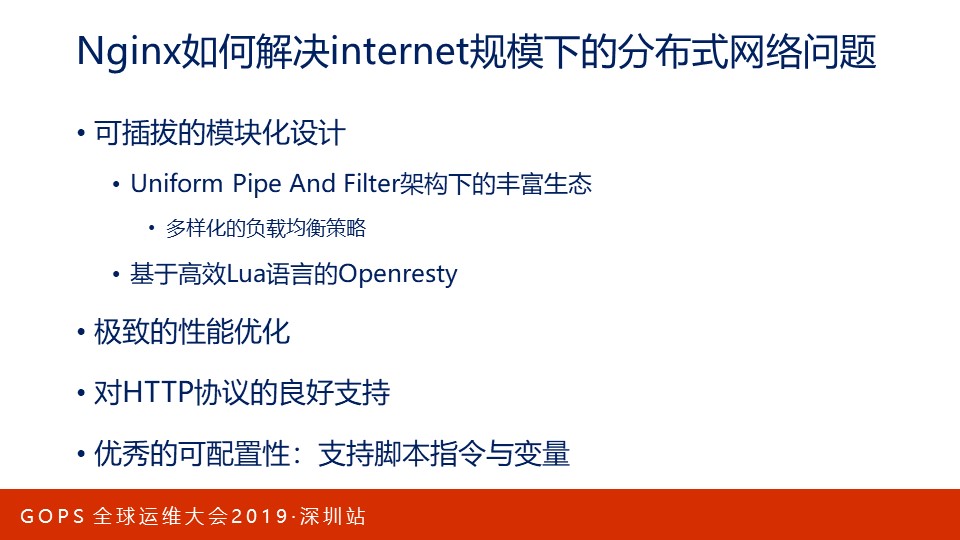 Nginx如何解决internet规模下的分布式网络问题
• 可插拔的模块化设计
• Uniform Pipe And Filter架构下的丰富生态
• 多样化的负载均衡策略
• 基于高效Lua语言的Openresty
• 极致的性能优化
• 对HTTP协议的良好支持
• 优秀的可配置性：支持脚本指令与变量
GOPS 全球运维大会2019·深圳站